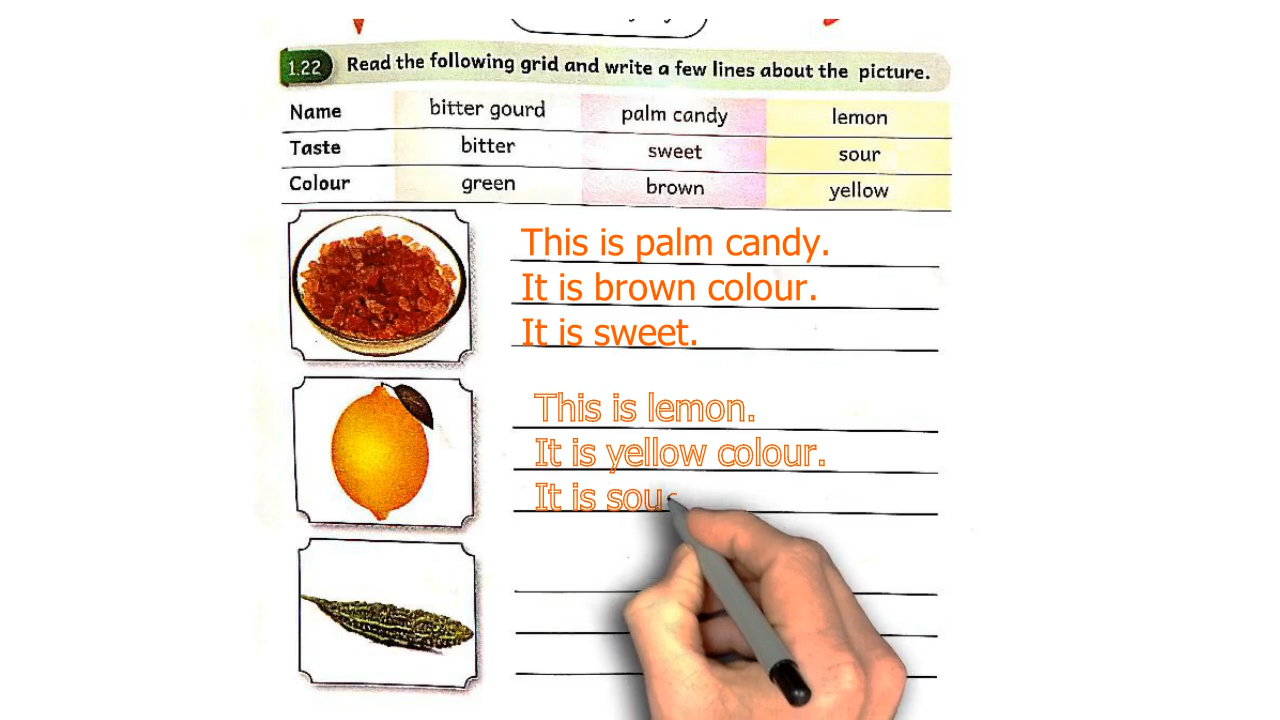 1.22 Read the following grid and write a few lines about the picture.
Name bitter gourd palm candy lemon
Taste bitter sweet sour
Colour green brown yellow
This is palm candy.
It is brown colour.
It is sweet.
This is lemon.
It is yellow colour.
It is sou